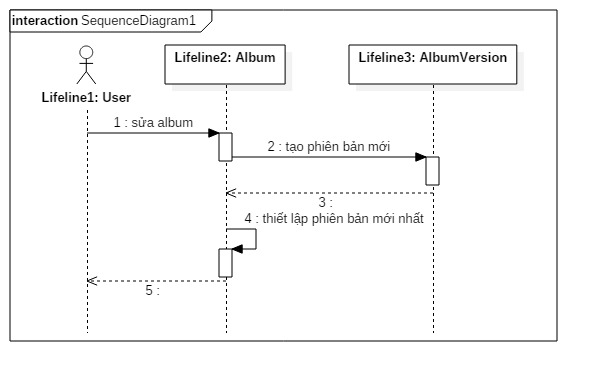 interaction SequenceDiagram1
Lifeline2: Album
Lifeline3: AlbumVersion
Lifeline1: User
1 : sửa album
2 : tạo phiên bản mới
3 :
4 : thiết lập phiên bản mới nhất
5 :